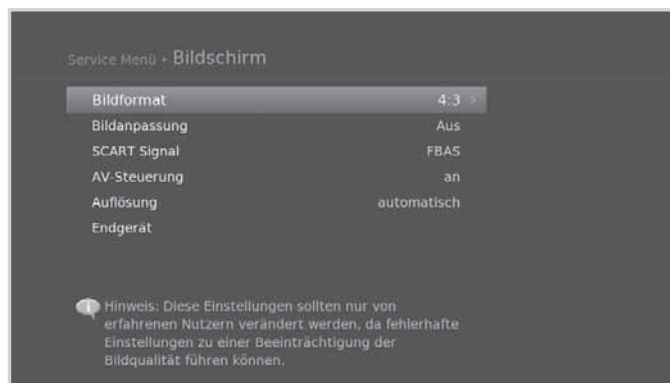 Service Menü ▸ Bildschirm
Bildformat 4:3 >
Bildanpassung Aus
SCART Signal FBAS
AV-Steuerung an
Auflösung automatisch
Endgerät
i Hinweis: Diese Einstellungen sollten nur von
erfahrenen Nutzern verändert werden, da fehlerhafte
Einstellungen zu einer Beeinträchtigung der
Bildqualität führen können.